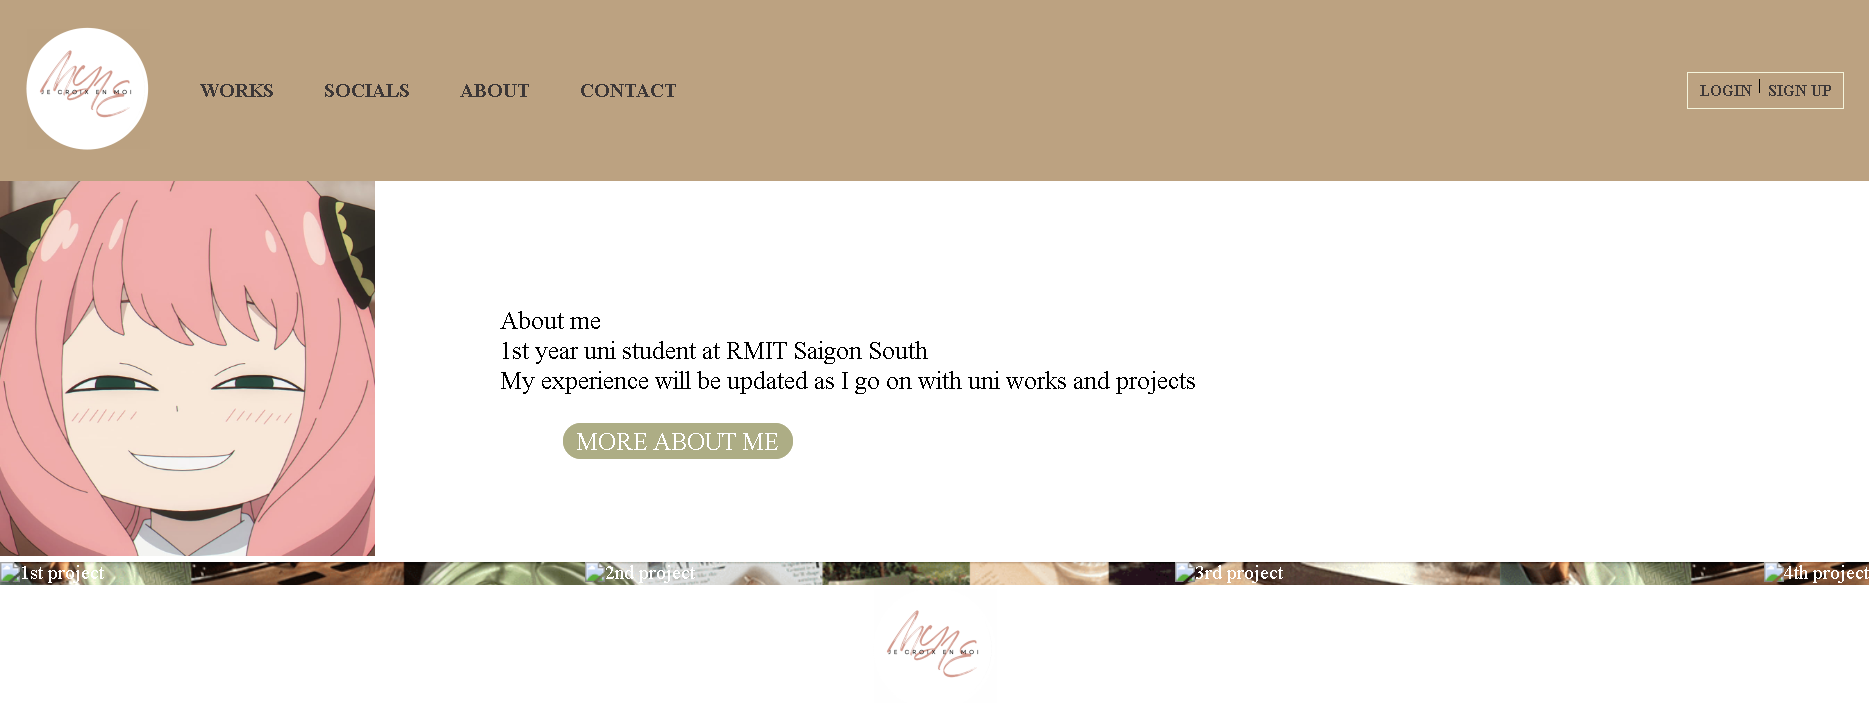 JE CROIX EN MOI
WORKS SOCIALS ABOUT CONTACT
LOGIN | SIGN UP
About me
1st year uni student at RMIT Saigon South
My experience will be updated as I go on with uni works and projects
MORE ABOUT ME
1st project 2nd project 3rd project 4th project
JE CROIX EN MOI